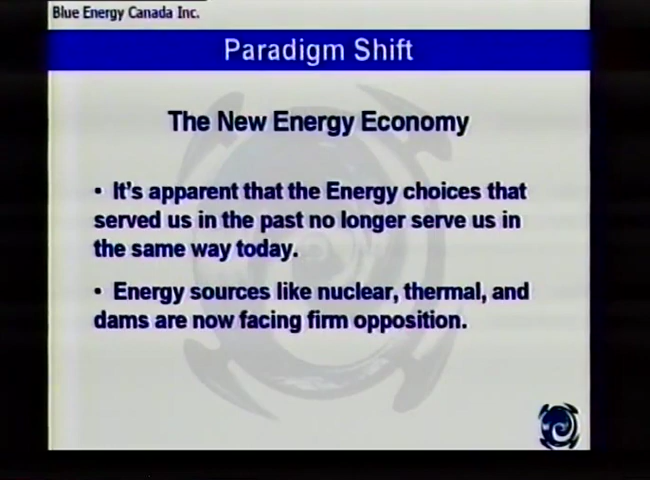 Blue Energy Canada Inc.
Paradigm Shift
The New Energy Economy
• It's apparent that the Energy choices that
served us in the past no longer serve us in
the same way today.
• Energy sources like nuclear, thermal, and
dams are now facing firm opposition.